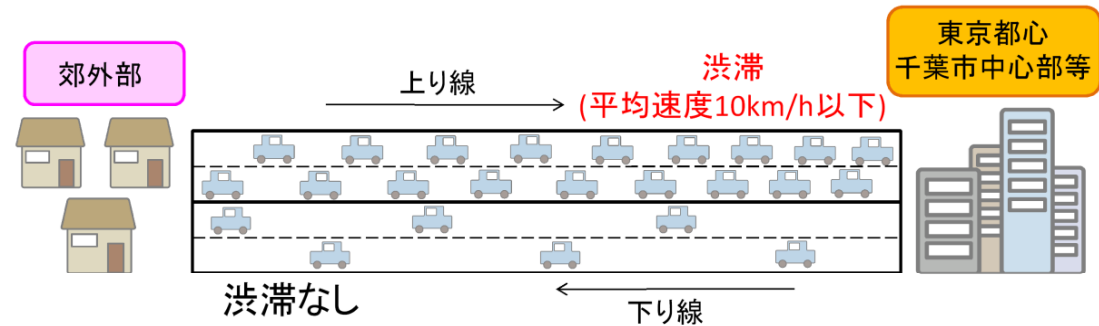 郊外部
上り線
渋滞
(平均速度10km/h以下)
東京都心
千葉市中心部等
渋滞なし
下り線